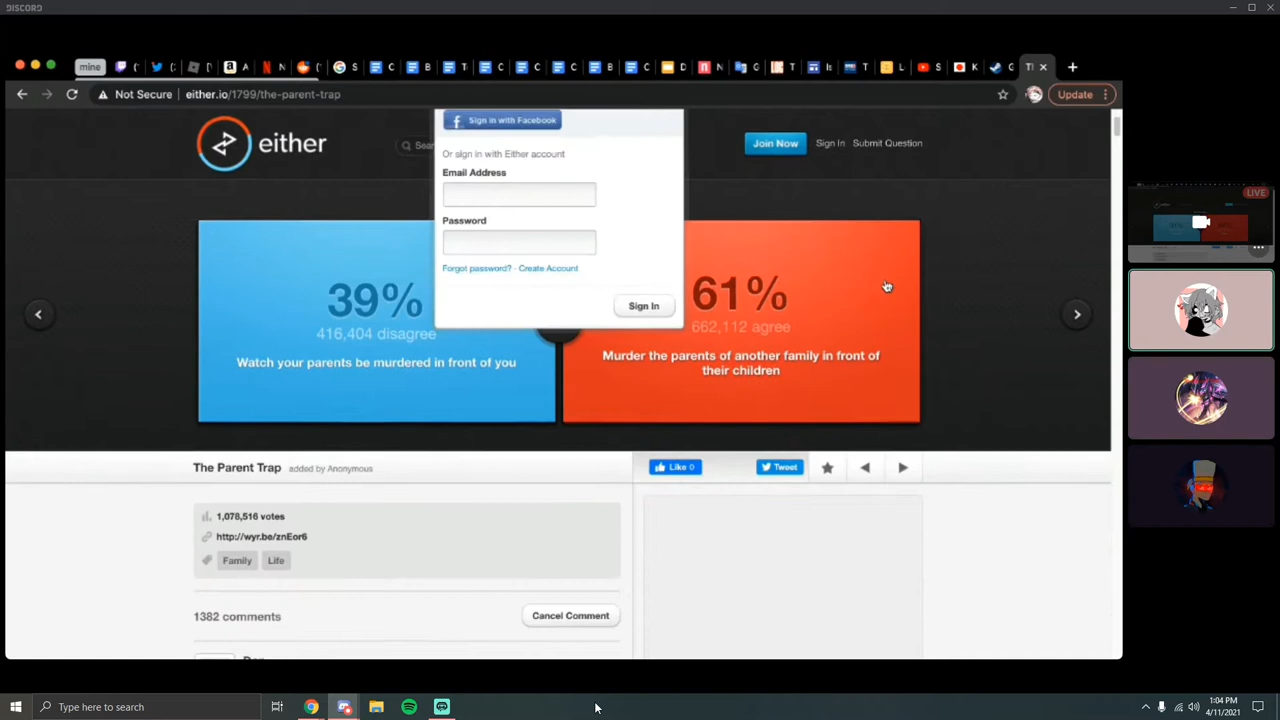 DISCORD
mine
Not Secure
either.io/1799/the-parent-trap
Update
Sign in with Facebook
either
Sear
Or sign in with Either account
Join Now
Sign In
Submit Question
Email Address
Password
Forgot password? - Create Account
Sign In
39%
416,404 disagree
Watch your parents be murdered in front of you
61%
662,112 agree
Murder the parents of another family in front of
their children
LIVE
The Parent Trap
added by Anonymous
Like 0
Tweet
1,078,516 votes
http://wyr.be/znEor6
Family
Life
1382 comments
Cancel Comment
Type here to search
1:04 PM
4/11/2021